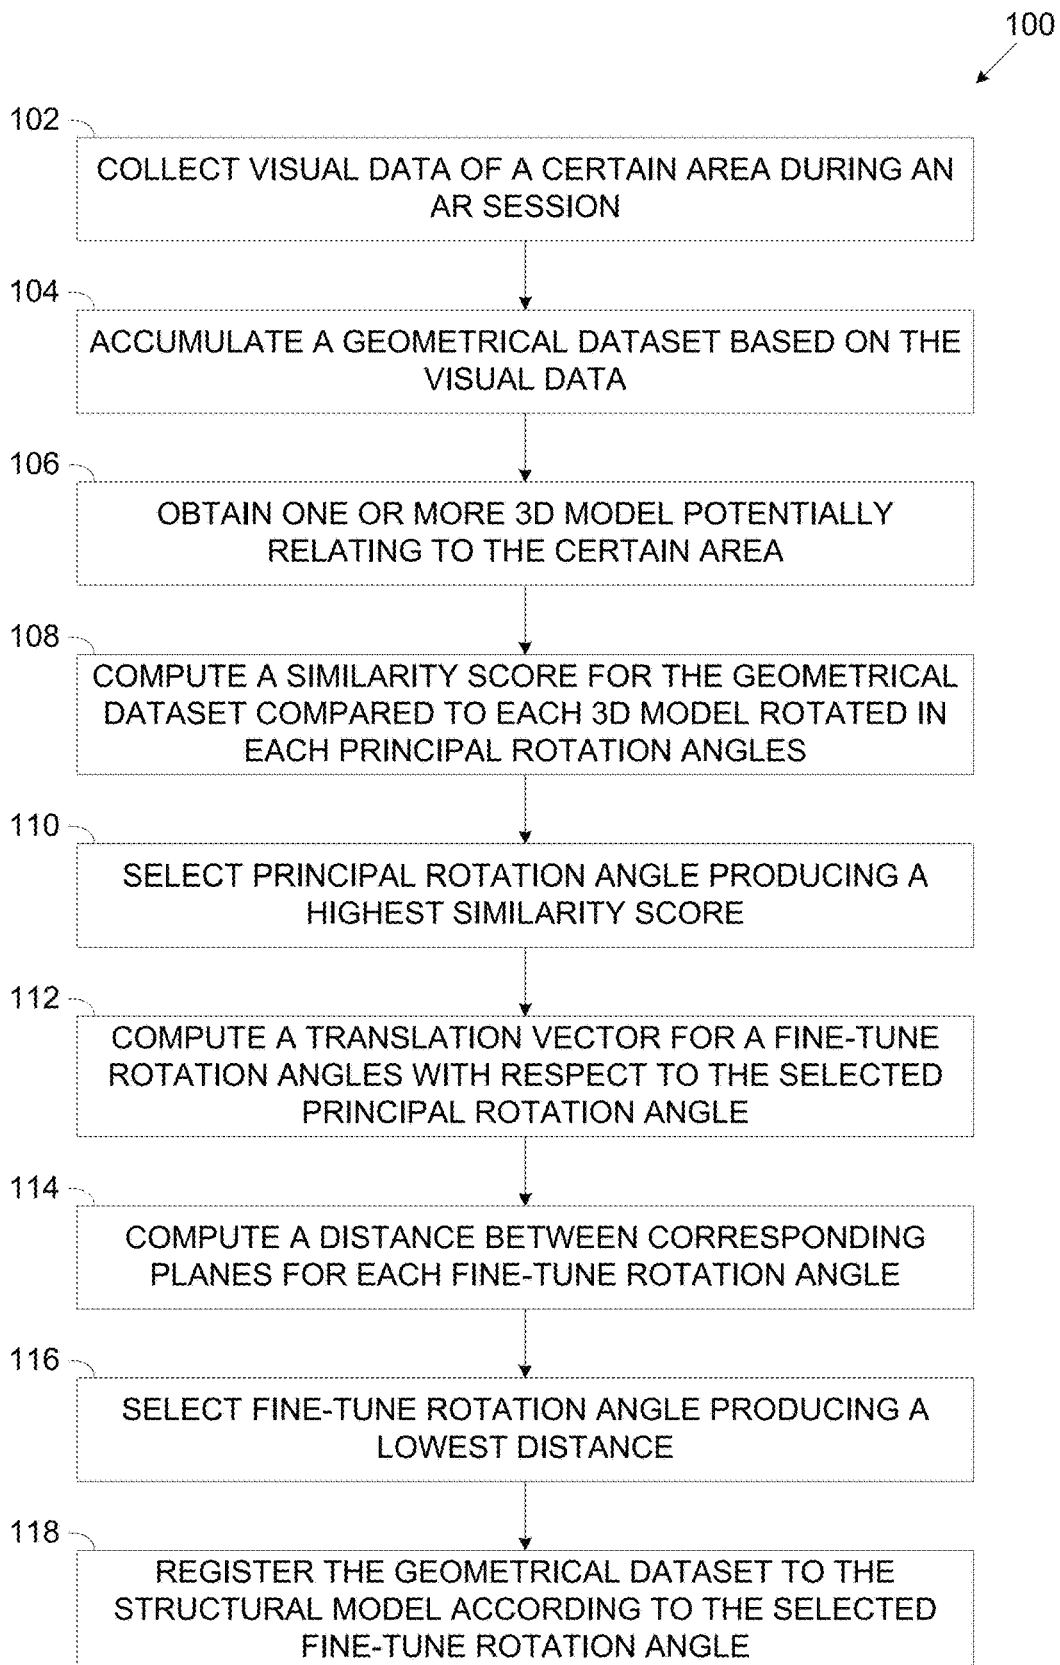 100
102
COLLECT VISUAL DATA OF A CERTAIN AREA DURING AN
AR SESSION
104
ACCUMULATE A GEOMETRICAL DATASET BASED ON THE
VISUAL DATA
106
OBTAIN ONE OR MORE 3D MODEL POTENTIALLY
RELATING TO THE CERTAIN AREA
108
COMPUTE A SIMILARITY SCORE FOR THE GEOMETRICAL
DATASET COMPARED TO EACH 3D MODEL ROTATED IN
EACH PRINCIPAL ROTATION ANGLES
110
SELECT PRINCIPAL ROTATION ANGLE PRODUCING A
HIGHEST SIMILARITY SCORE
112
COMPUTE A TRANSLATION VECTOR FOR A FINE-TUNE
ROTATION ANGLES WITH RESPECT TO THE SELECTED
PRINCIPAL ROTATION ANGLE
114
COMPUTE A DISTANCE BETWEEN CORRESPONDING
PLANES FOR EACH FINE-TUNE ROTATION ANGLE
116
SELECT FINE-TUNE ROTATION ANGLE PRODUCING A
LOWEST DISTANCE
118
REGISTER THE GEOMETRICAL DATASET TO THE
STRUCTURAL MODEL ACCORDING TO THE SELECTED
FINE-TUNE ROTATION ANGLE